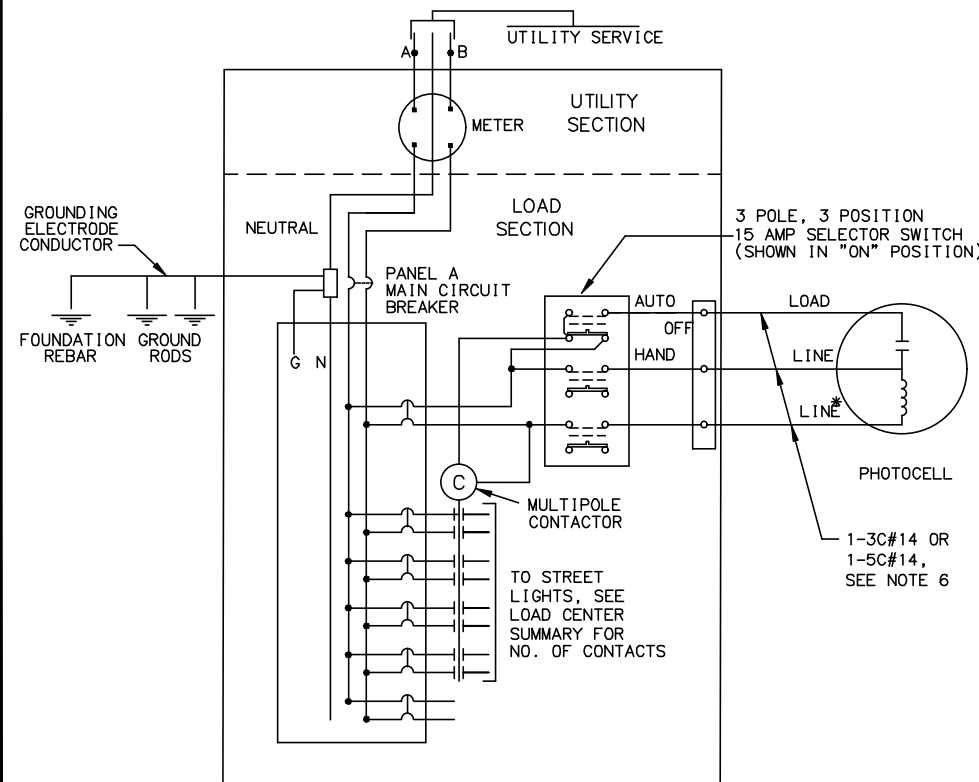 UTILITY SERVICE
A
B
UTILITY
SECTION
METER
GROUNDING
ELECTRODE
CONDUCTOR
NEUTRAL
LOAD
SECTION
3 POLE, 3 POSITION
15 AMP SELECTOR SWITCH
(SHOWN IN "ON" POSITION)
PANEL A
MAIN CIRCUIT
BREAKER
AUTO
OFF
HAND
LOAD
LINE
LINE*
FOUNDATION
REBAR
GROUND
RODS
G N
PHOTOCELL
C
MULTIPOLE
CONTACTOR
1-3C#14 OR
1-5C#14,
SEE NOTE 6
TO STREET
LIGHTS, SEE
LOAD CENTER
SUMMARY FOR
NO. OF CONTACTS